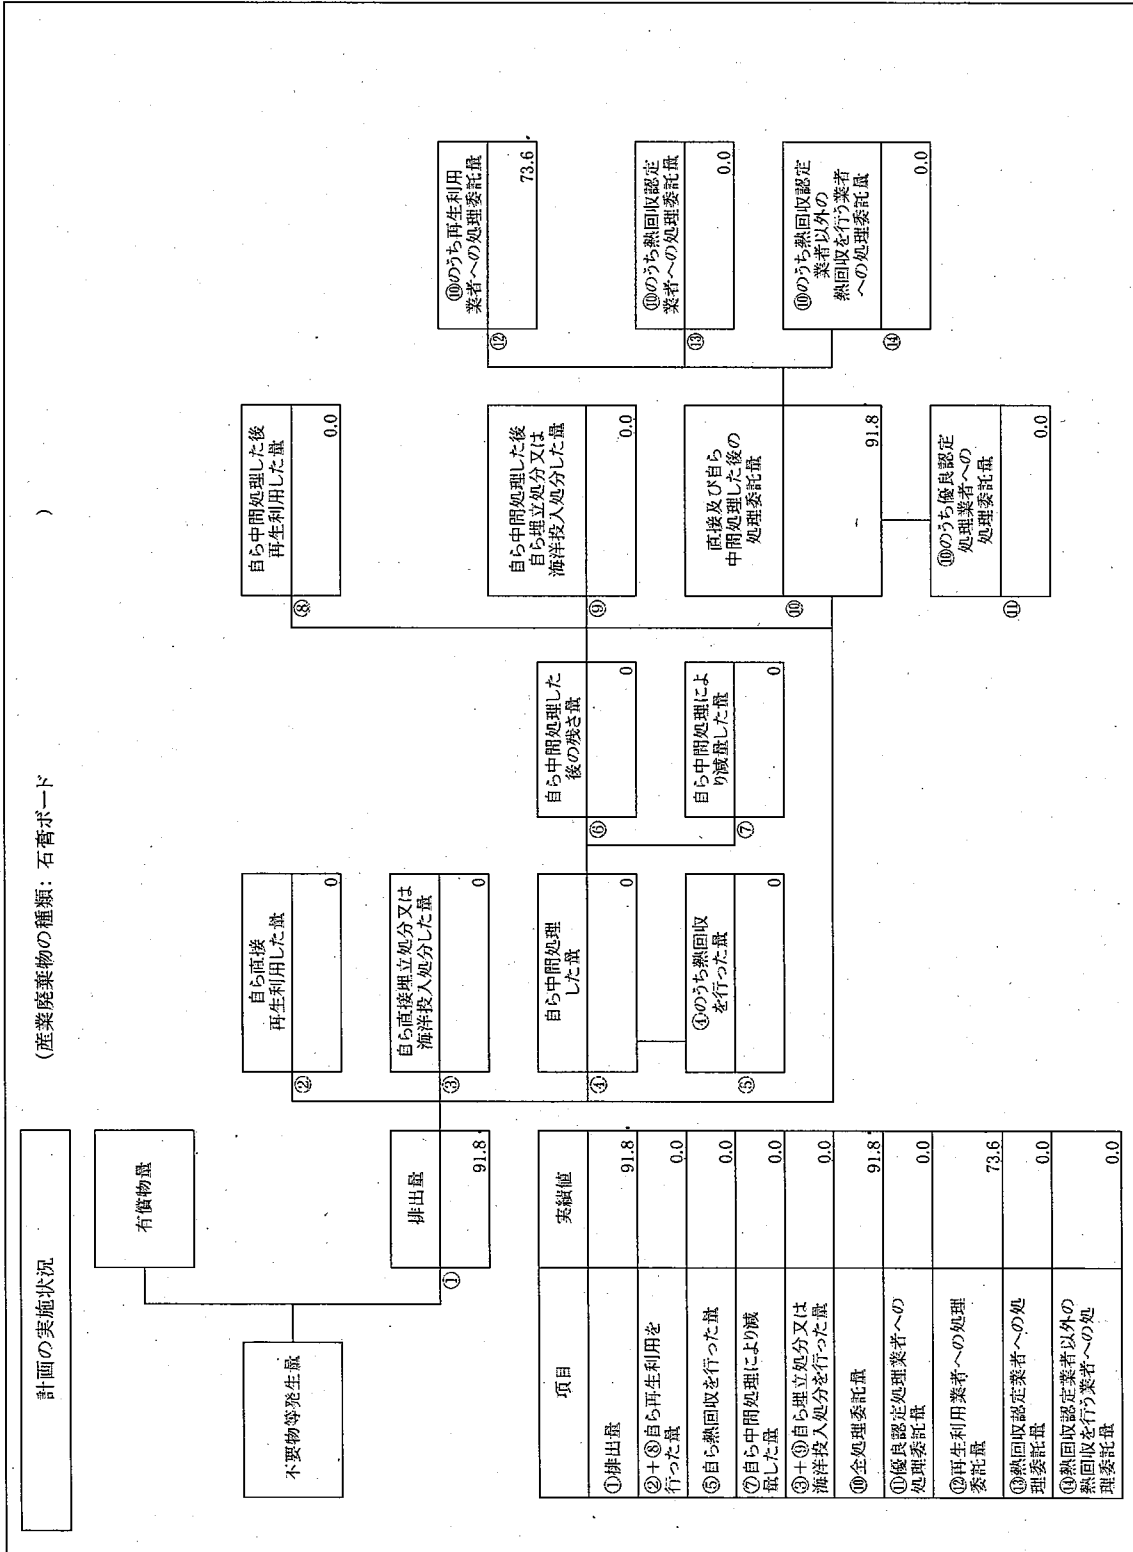 計画の実施状況
(産業廃棄物の種類: 石膏ボード
)
不要物等発生量
有償物量
①
排出量
91.8
②
自ら直接
再生利用した量
0
③
自ら直接埋立処分又は
海洋投入処分した量
0
④
自ら中間処理
した量
0
⑤
④のうち熱回収
を行った量
0
⑥
自ら中間処理した
後の残さ量
0
⑦
自ら中間処理によ
り減量した量
0
⑧
自ら中間処理した後
再生利用した量
0.0
⑨
自ら中間処理した後
自ら埋立処分又は
海洋投入処分した量
0.0
⑩
直接及び自ら
中間処理した後の
処理委託量
91.8
⑪
⑩のうち優良認定
処理業者への
処理委託量
0.0
⑫
⑩のうち再生利用
業者への処理委託量
73.6
⑬
⑩のうち熱回収認定
業者への処理委託量
0.0
⑭
⑩のうち熱回収認定
業者以外の
熱回収を行う業者
への処理委託量
0.0
項目 実績値
①排出量 91.8
②+⑧自ら再生利用を
行った量 0.0
⑤自ら熱回収を行った量 0.0
⑦自ら中間処理により減
量した量 0.0
③+⑨自ら埋立処分又は
海洋投入処分を行った量 0.0
⑩全処理委託量 91.8
⑪優良認定処理業者への
処理委託量 0.0
⑫再生利用業者への処理
委託量 73.6
⑬熱回収認定業者への処
理委託量 0.0
⑭熱回収認定業者以外の
熱回収を行う業者への処
理委託量 0.0